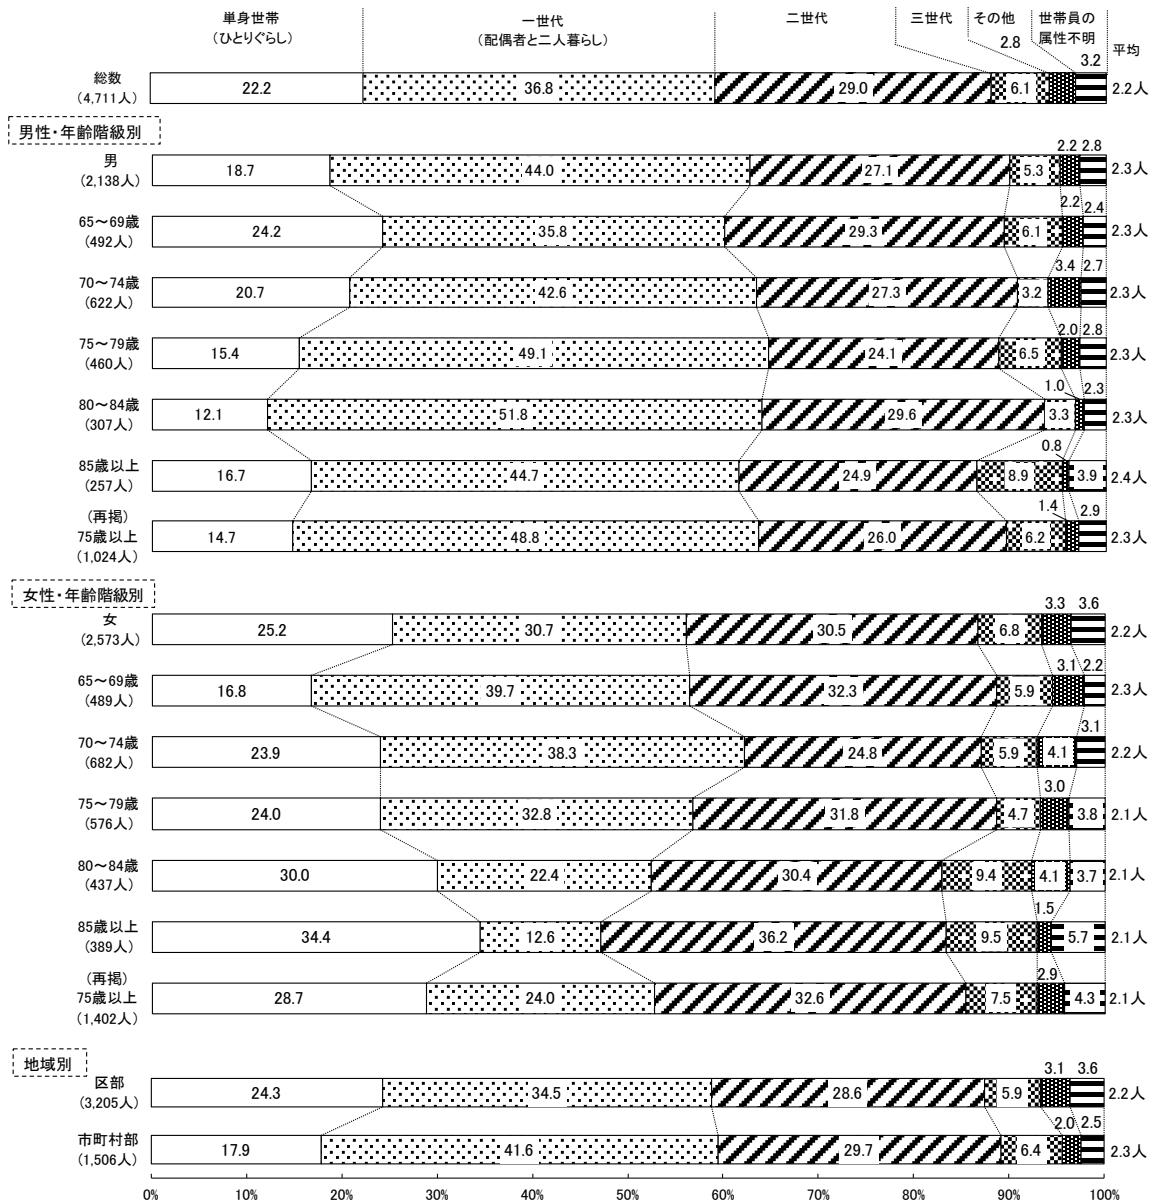 単身世帯 一世代 二世代 三世代 その他 世帯員の
(ひとりぐらし) (配偶者と二人暮らし) 属性不明
2.8 3.2 平均
総数
(4,711人) 22.2 36.8 29.0 6.1 2.2人
男性・年齢階級別
2.2 2.8
男
(2,138人) 18.7 44.0 27.1 5.3 2.3人
2.2 2.4
65～69歳
(492人) 24.2 35.8 29.3 6.1 2.3人
3.4 2.7
70～74歳
(622人) 20.7 42.6 27.3 3.2 2.3人
2.0 2.8
75～79歳
(460人) 15.4 49.1 24.1 6.5 2.3人
1.0 2.3
80～84歳
(307人) 12.1 51.8 29.6 3.3 2.3人
0.8
85歳以上
(257人) 16.7 44.7 24.9 8.9 3.9 2.4人
1.4 2.9
(再掲)
75歳以上
(1,024人) 14.7 48.8 26.0 6.2 2.3人
女性・年齢階級別
3.3 3.6
女
(2,573人) 25.2 30.7 30.5 6.8 2.2人
3.1 2.2
65～69歳
(489人) 16.8 39.7 32.3 5.9 2.3人
3.1
70～74歳
(682人) 23.9 38.3 24.8 5.9 4.1 2.2人
3.0
75～79歳
(576人) 24.0 32.8 31.8 4.7 3.8 2.1人
80～84歳
(437人) 30.0 22.4 30.4 9.4 4.1 3.7 2.1人
1.5
85歳以上
(389人) 34.4 12.6 36.2 9.5 5.7 2.1人
2.9
(再掲)
75歳以上
(1,402人) 28.7 24.0 32.6 7.5 4.3 2.1人
地域別
3.1 3.6
区部
(3,205人) 24.3 34.5 28.6 5.9 2.2人
2.0 2.5
市町村部
(1,506人) 17.9 41.6 29.7 6.4 2.3人
0% 10% 20% 30% 40% 50% 60% 70% 80% 90% 100%